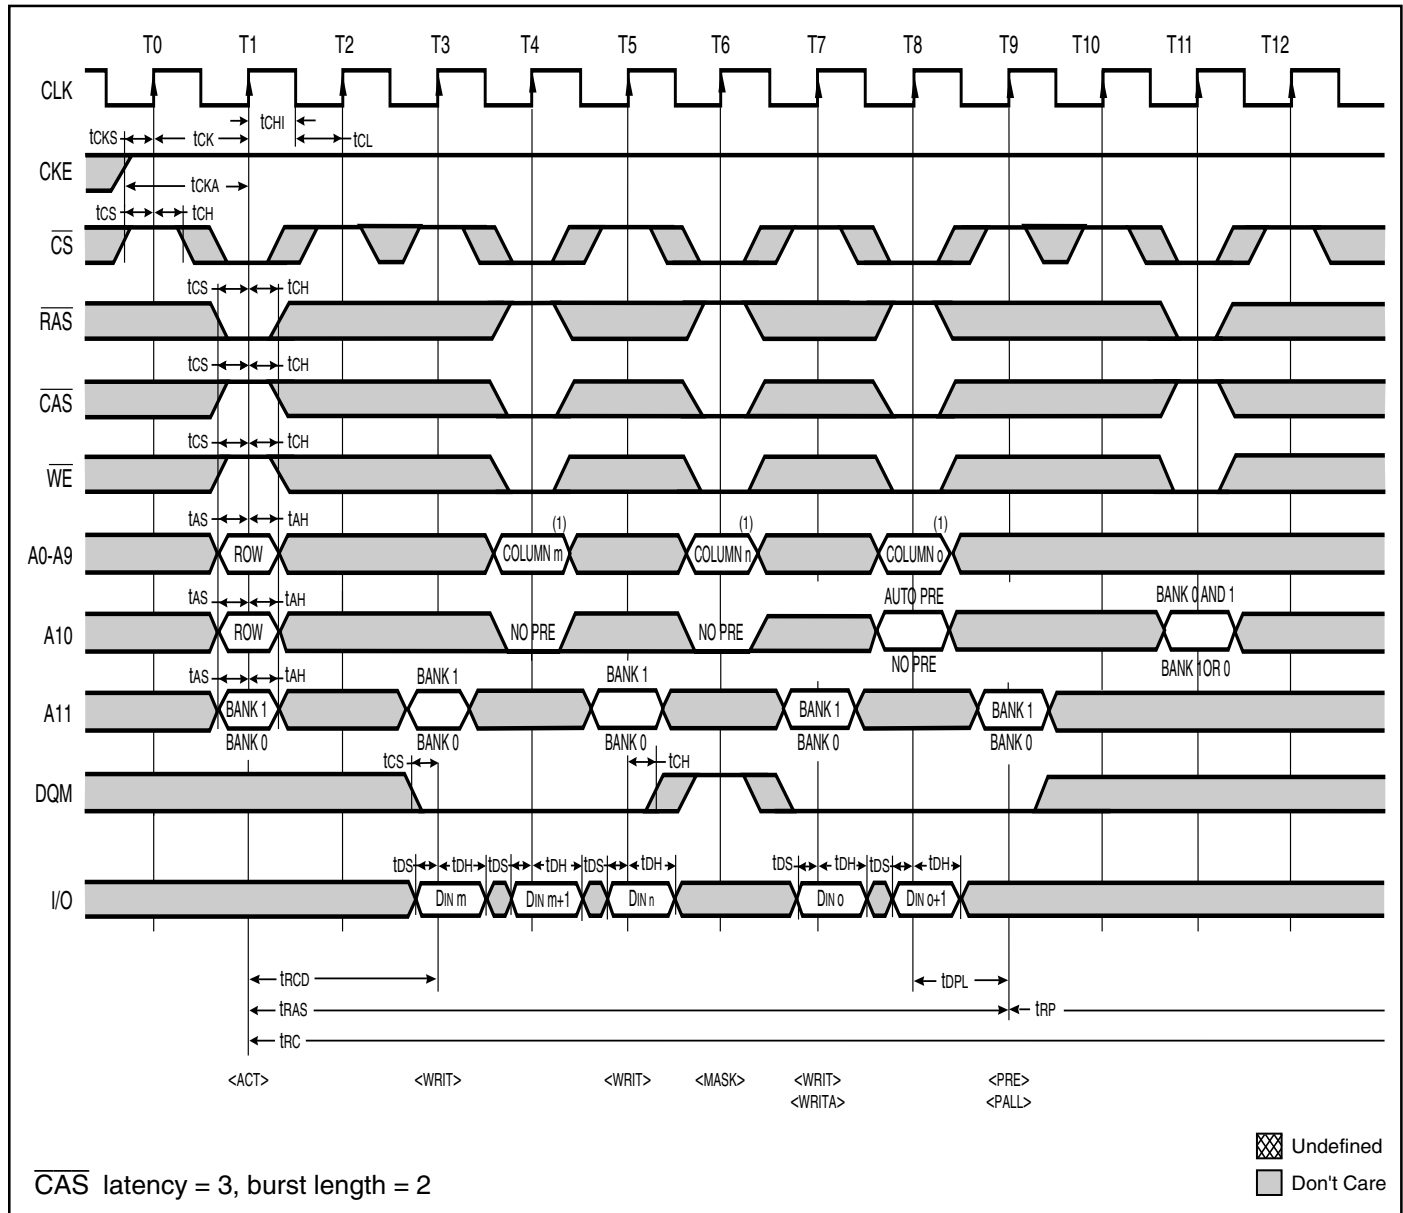 T0 T1 T2 T3 T4 T5 T6 T7 T8 T9 T10 T11 T12
CLK
tCHI
tCKS tCK tCL
CKE
tCKA
tCS tCH
CS
tCS tCH
RAS
tCS tCH
CAS
tCS tCH
WE
tAS tAH (1) (1) (1)
A0-A9 ROW COLUMN m COLUMN n COLUMN o
tAS tAH AUTO PRE BANK 0 AND 1
A10 ROW NO PRE NO PRE
NO PRE BANK 1 OR 0
tAS tAH BANK 1 BANK 1
A11 BANK 1 BANK 1 BANK 1
BANK 0 BANK 0 BANK 0 BANK 0 BANK 0
tCS tCH
DQM
tDS tDH tDS tDH tDS tDH tDS tDH tDS tDH
I/O DIN m DIN m+1 DIN n DIN o DIN o+1
tRCD tDPL
tRAS tRP
tRC
<ACT> <WRIT> <WRIT> <MASK> <WRIT> <PRE>
<WRITA> <PALL>
Undefined
CAS latency = 3, burst length = 2 Don't Care